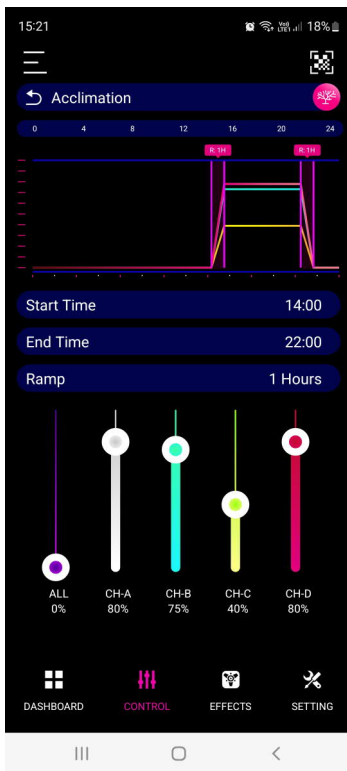 15:21 Vo)) LTE1 18%
Acclimation
0 4 8 12 16 20 24
R: 1H R: 1H
Start Time 14:00
End Time 22:00
Ramp 1 Hours
ALL CH-A CH-B CH-C CH-D
0% 80% 75% 40% 80%
DASHBOARD CONTROL EFFECTS SETTING